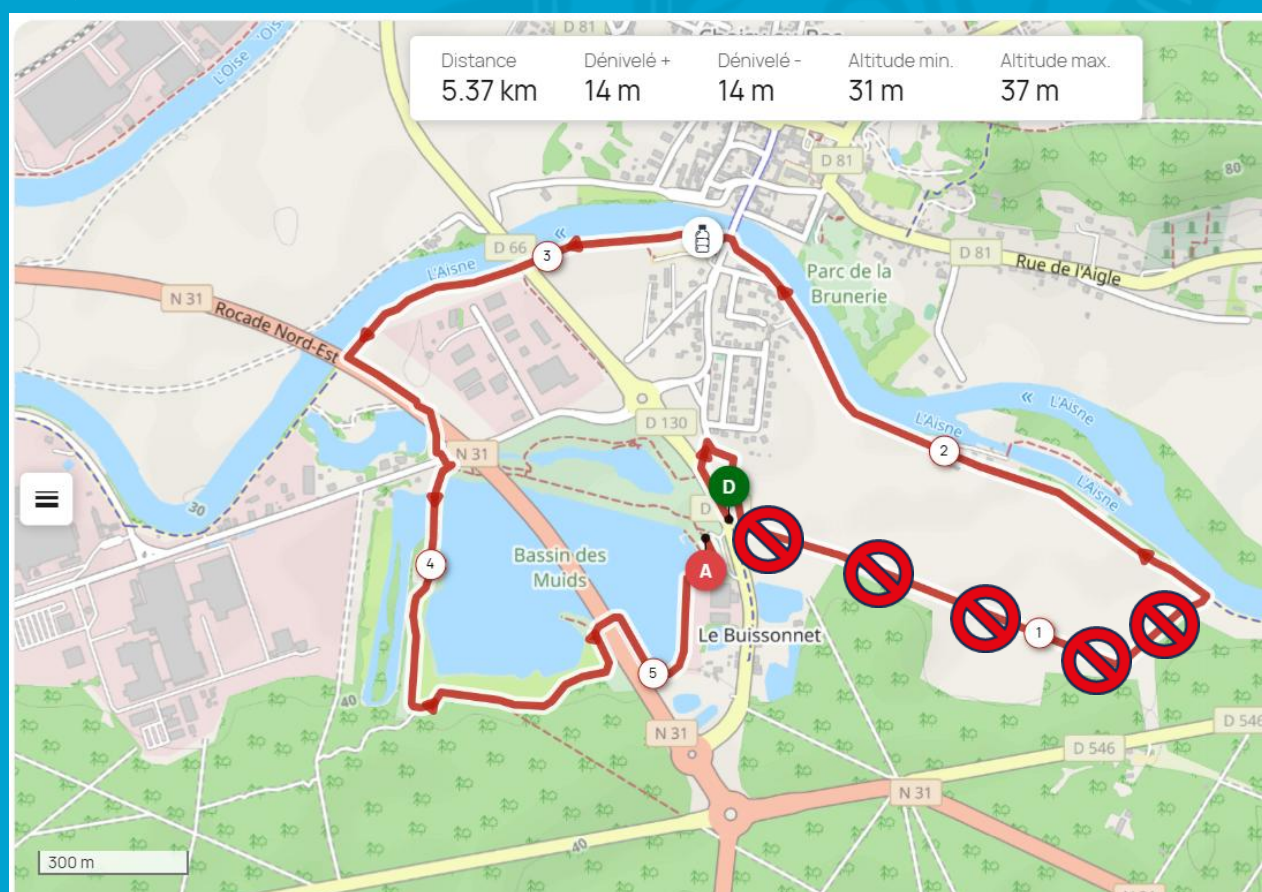 D 81
L'Oise
Distance
5.37 km
Dénivelé +
14 m
Dénivelé -
14 m
Altitude min.
31 m
Altitude max.
37 m
D 81
80
D 66
«
3
L'Aisne
N 31
Rocade Nord-Est
Parc de la
Brunerie
D 81
Rue de l'Aigle
« L'Aisne
L'Aisne
2
L'Aisne
D 130
N 31
30
D
D
A
4
Bassin des
Muids
Le Buissonnet
1
5
40
N 31
D 546
D 546
N 31
40
300 m